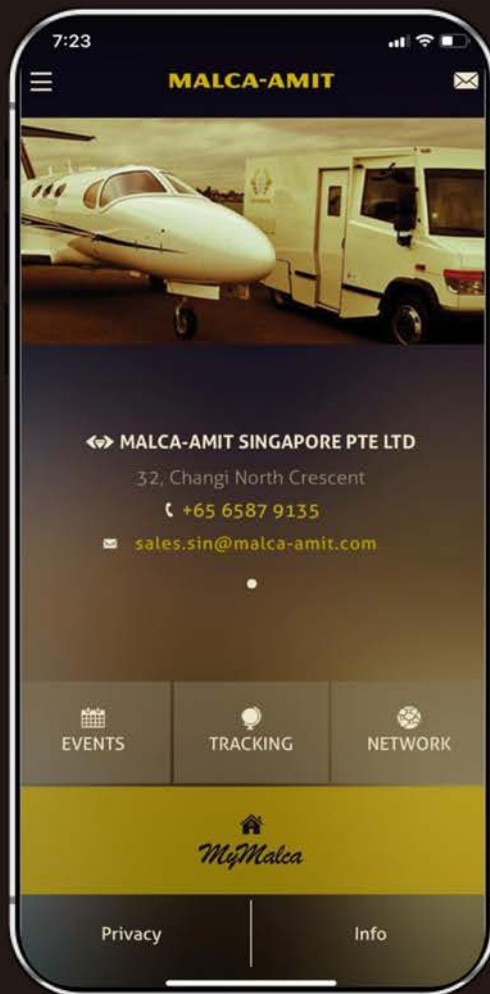 7:23
MALCA-AMIT
MALCA-AMIT SINGAPORE PTE LTD
32, Changi North Crescent
+65 6587 9135
sales.sin@malca-amit.com
EVENTS
TRACKING
NETWORK
MyMalca
Privacy
Info